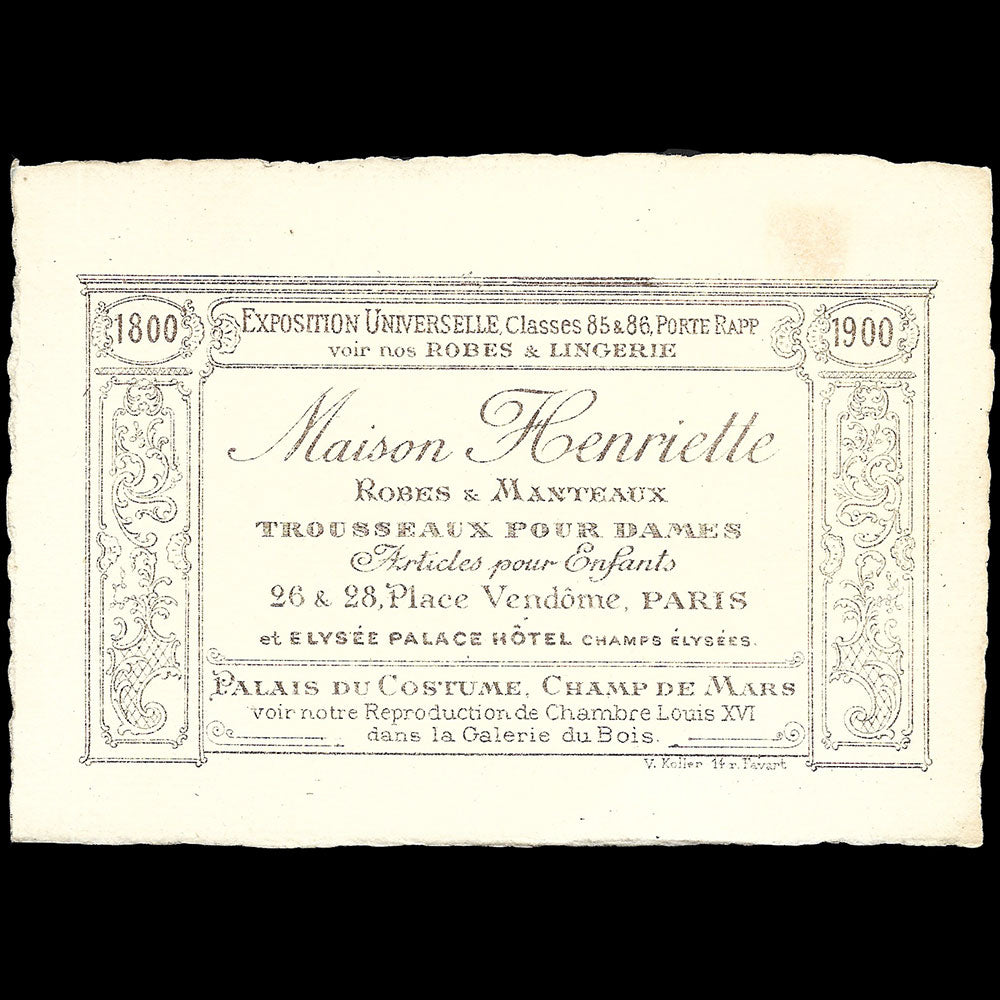 1800
EXPOSITION UNIVERSELLE, Classes 85 & 86, PORTE RAPP
1900
voir nos ROBES & LINGERIE
Maison Henriette
ROBES & MANTEAUX
TROUSSEAUX POUR DAMES
Articles pour Enfants
26 & 28, Place Vendôme, PARIS
et ELYSÉE PALACE HÔTEL CHAMPS ÉLYSÉES.
PALAIS DU COSTUME, CHAMP DE MARS
voir notre Reproduction de Chambre Louis XVI
dans la Galerie du Bois.
V. Koller 14 r. Favart